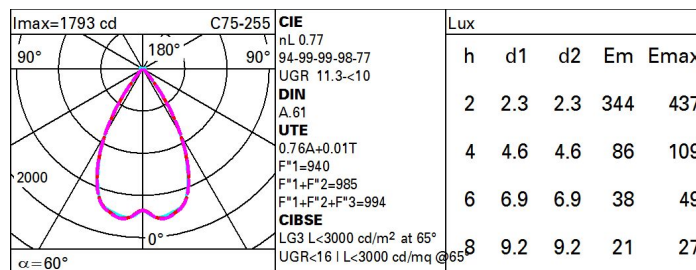 Imax=1793 cd C75-255
90° 180° 90°
2000
0°
α=60°
CIE
nL 0.77
94-99-99-98-77
UGR 11.3-<10
DIN
A.61
UTE
0.76A+0.01T
F"1=940
F"1+F"2=985
F"1+F"2+F"3=994
CIBSE
LG3 L<3000 cd/m² at 65°
UGR<16 | L<3000 cd/mq @65°
Lux
h d1 d2 Em Emax
2 2.3 2.3 344 437
4 4.6 4.6 86 109
6 6.9 6.9 38 49
8 9.2 9.2 21 27